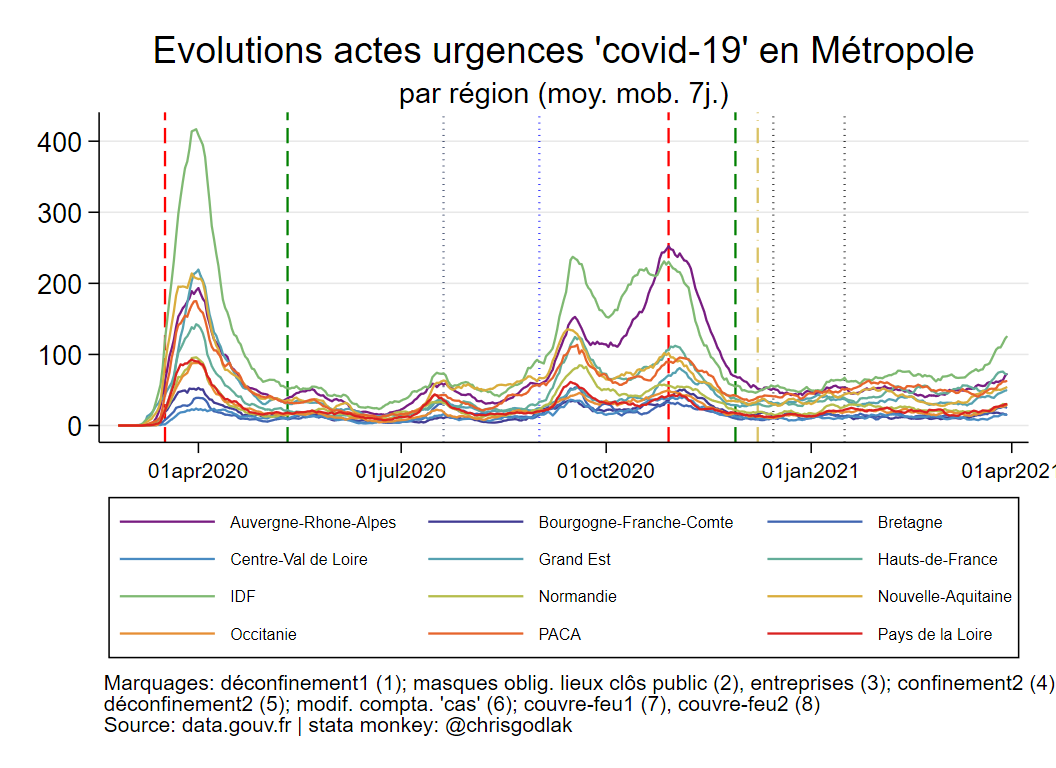 Evolutions actes urgences 'covid-19' en Métropole
par région (moy. mob. 7j.)
400
300
200
100
0
01apr2020 01jul2020 01oct2020 01jan2021 01apr2021
Auvergne-Rhone-Alpes Bourgogne-Franche-Comte Bretagne
Centre-Val de Loire Grand Est Hauts-de-France
IDF Normandie Nouvelle-Aquitaine
Occitanie PACA Pays de la Loire
Marquages: déconfinement1 (1); masques oblig. lieux clôs public (2), entreprises (3); confinement2 (4)
déconfinement2 (5); modif. compta. 'cas' (6); couvre-feu1 (7), couvre-feu2 (8)
Source: data.gouv.fr | stata monkey: @chrisgodlak